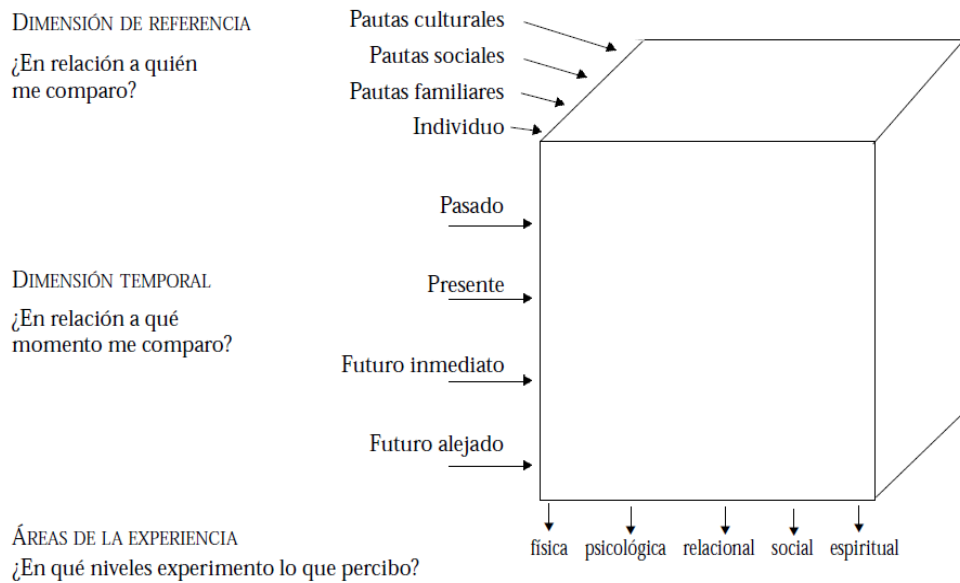 DIMENSIÓN DE REFERENCIA
¿En relación a quién
me comparo?
Pautas culturales
Pautas sociales
Pautas familiares
Individuo
Pasado
DIMENSIÓN TEMPORAL
¿En relación a qué
momento me comparo?
Presente
Futuro inmediato
Futuro alejado
ÁREAS DE LA EXPERIENCIA
¿En qué niveles experimento lo que percibo?
física psicológica relacional social espiritual